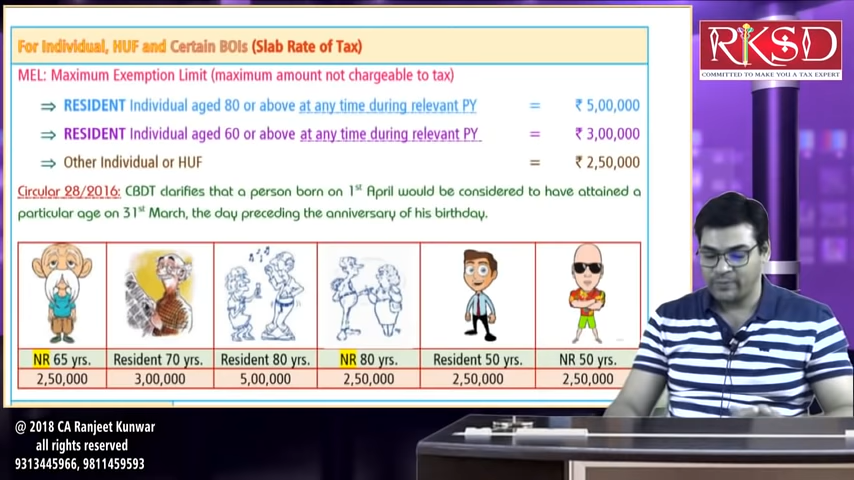 For Individual, HUF and Certain BOIs (Slab Rate of Tax)
MEL: Maximum Exemption Limit (maximum amount not chargeable to tax)
⇒ RESIDENT Individual aged 80 or above at any time during relevant PY = ₹ 5,00,000
⇒ RESIDENT Individual aged 60 or above at any time during relevant PY = ₹ 3,00,000
⇒ Other Individual or HUF = ₹ 2,50,000
Circular 28/2016: CBDT clarifies that a person born on 1st April would be considered to have attained a
particular age on 31st March, the day preceding the anniversary of his birthday.
NR 65 yrs. Resident 70 yrs. Resident 80 yrs. NR 80 yrs. Resident 50 yrs. NR 50 yrs.
2,50,000 3,00,000 5,00,000 2,50,000 2,50,000 2,50,000
RKSD
COMMITTED TO MAKE YOU A TAX EXPERT
@ 2018 CA Ranjeet Kunwar
all rights reserved
9313445966, 9811459593